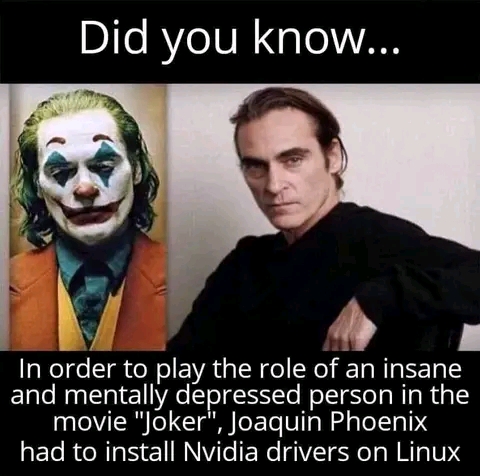 Did you know...
In order to play the role of an insane
and mentally depressed person in the
movie "Joker", Joaquin Phoenix
had to install Nvidia drivers on Linux